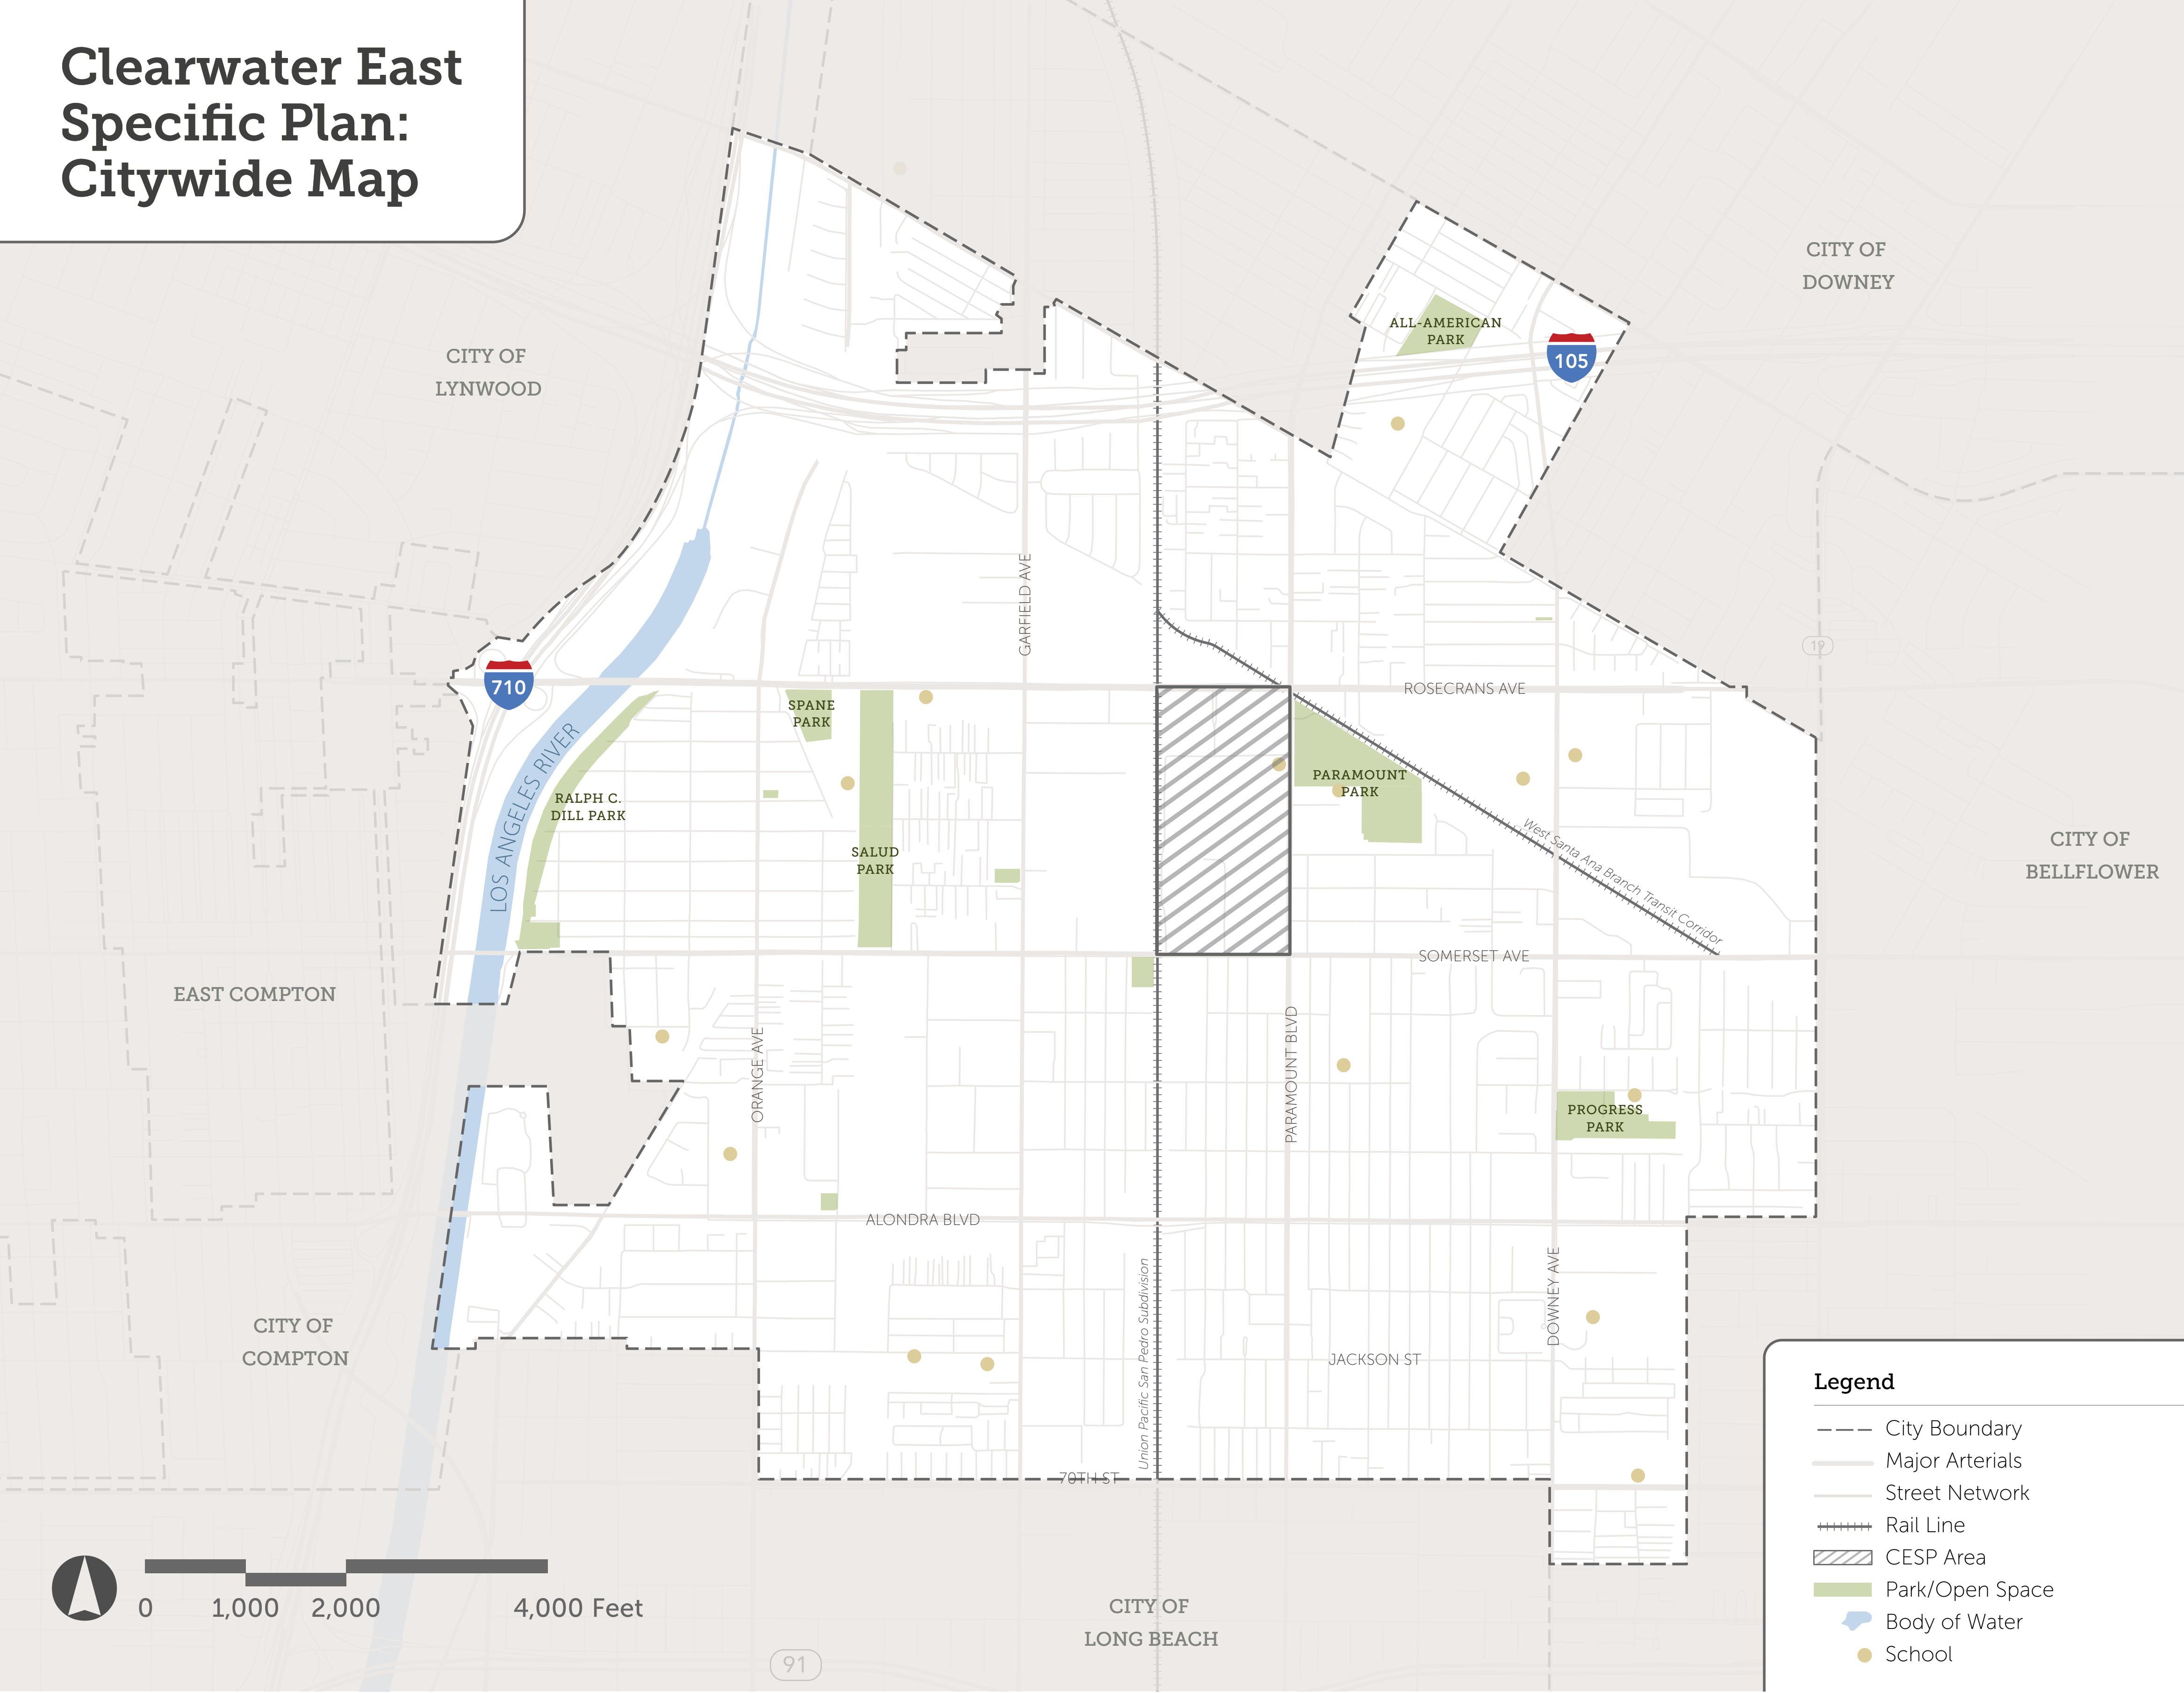 Clearwater East
Specific Plan:
Citywide Map
CITY OF
DOWNEY
CITY OF
LYNWOOD
ALL-AMERICAN
PARK
105
GARFIELD AVE
19
710
ROSECRANS AVE
SPANE
PARK
LOS ANGELES RIVER
RALPH C.
DILL PARK
PARAMOUNT
PARK
SALUD
PARK
West Santa Ana Branch Transit Corridor
CITY OF
BELLFLOWER
SOMERSET AVE
EAST COMPTON
ORANGE AVE
PARAMOUNT BLVD
PROGRESS
PARK
ALONDRA BLVD
Union Pacific San Pedro Subdivision
DOWNEY AVE
CITY OF
COMPTON
JACKSON ST
70TH ST
Legend
City Boundary
Major Arterials
Street Network
Rail Line
CESP Area
Park/Open Space
Body of Water
School
0 1,000 2,000 4,000 Feet
CITY OF
LONG BEACH
91